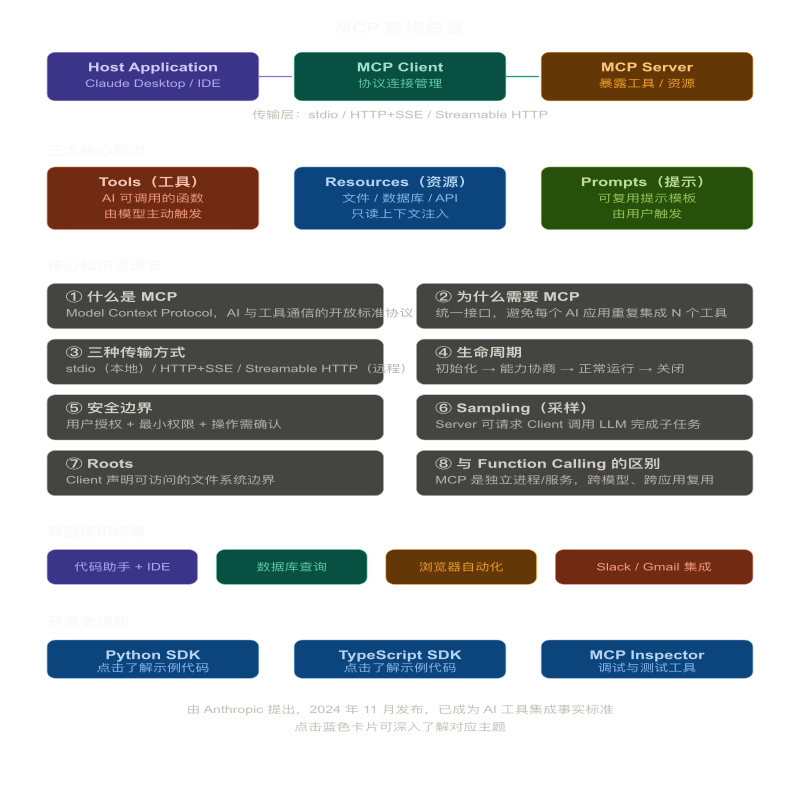 MCP 架构总览
Host Application
Claude Desktop / IDE
MCP Client
协议连接管理
MCP Server
暴露工具 / 资源
传输层：stdio / HTTP+SSE / Streamable HTTP
三大核心能力
Tools（工具）
AI 可调用的函数
由模型主动触发
Resources（资源）
文件 / 数据库 / API
只读上下文注入
Prompts（提示）
可复用提示模板
由用户触发
核心知识点速查
① 什么是 MCP
Model Context Protocol，AI 与工具通信的开放标准协议
② 为什么需要 MCP
统一接口，避免每个 AI 应用重复集成 N 个工具
③ 三种传输方式
stdio（本地）/ HTTP+SSE / Streamable HTTP（远程）
④ 生命周期
初始化 → 能力协商 → 正常运行 → 关闭
⑤ 安全边界
用户授权 + 最小权限 + 操作需确认
⑥ Sampling（采样）
Server 可请求 Client 调用 LLM 完成子任务
⑦ Roots
Client 声明可访问的文件系统边界
⑧ 与 Function Calling 的区别
MCP 是独立进程/服务，跨模型、跨应用复用
典型使用场景
代码助手 + IDE
数据库查询
浏览器自动化
Slack / Gmail 集成
开发者须知
Python SDK
点击了解示例代码
TypeScript SDK
点击了解示例代码
MCP Inspector
调试与测试工具
由 Anthropic 提出，2024 年 11 月发布，已成为 AI 工具集成事实标准
点击蓝色卡片可深入了解对应主题